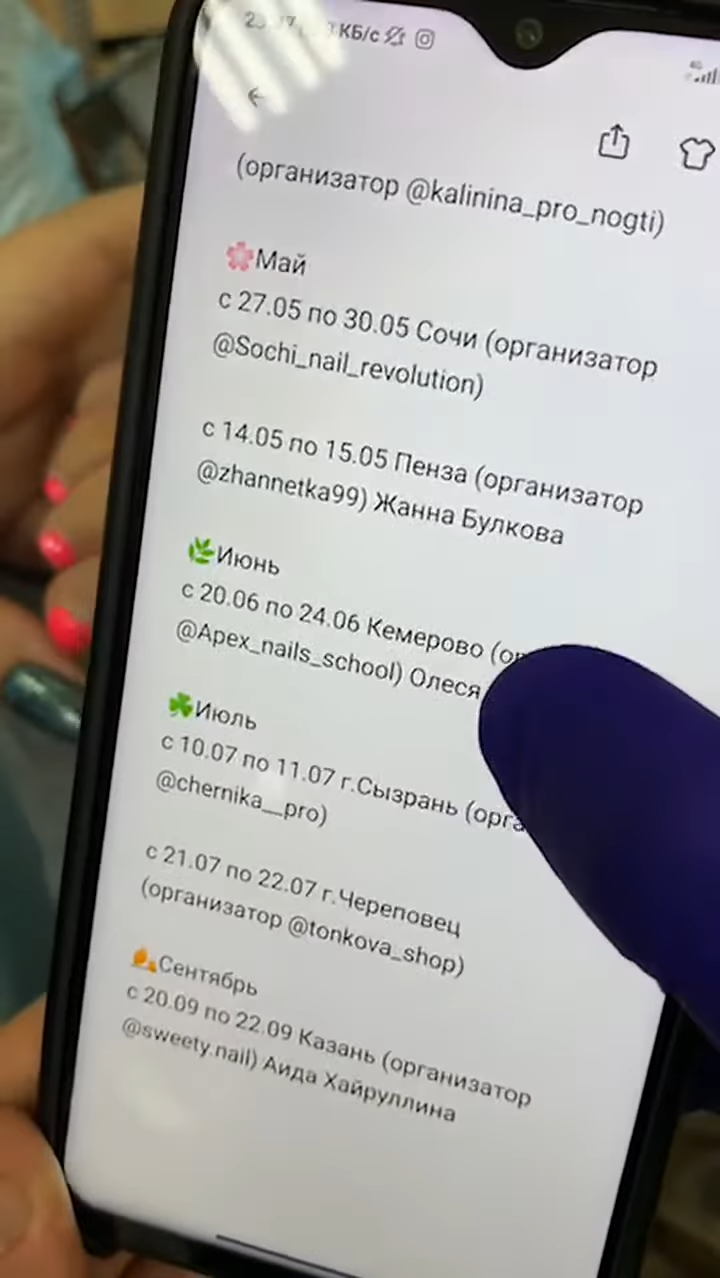 КБ/с
4G
(организатор @kalinina_pro_nogti)
🌸Май
с 27.05 по 30.05 Сочи (организатор
@Sochi_nail_revolution)
с 14.05 по 15.05 Пенза (организатор
@zhannetka99) Жанна Булкова
🌿Июнь
с 20.06 по 24.06 Кемерово (ор
@Apex_nails_school) Олеся
☘️Июль
с 10.07 по 11.07 г.Сызрань (орга
@chernika__pro)
с 21.07 по 22.07 г.Череповец
(организатор @tonkova_shop)
Сентябрь
с 20.09 по 22.09 Казань (организатор
@sweety.nail) Аида Хайруллина